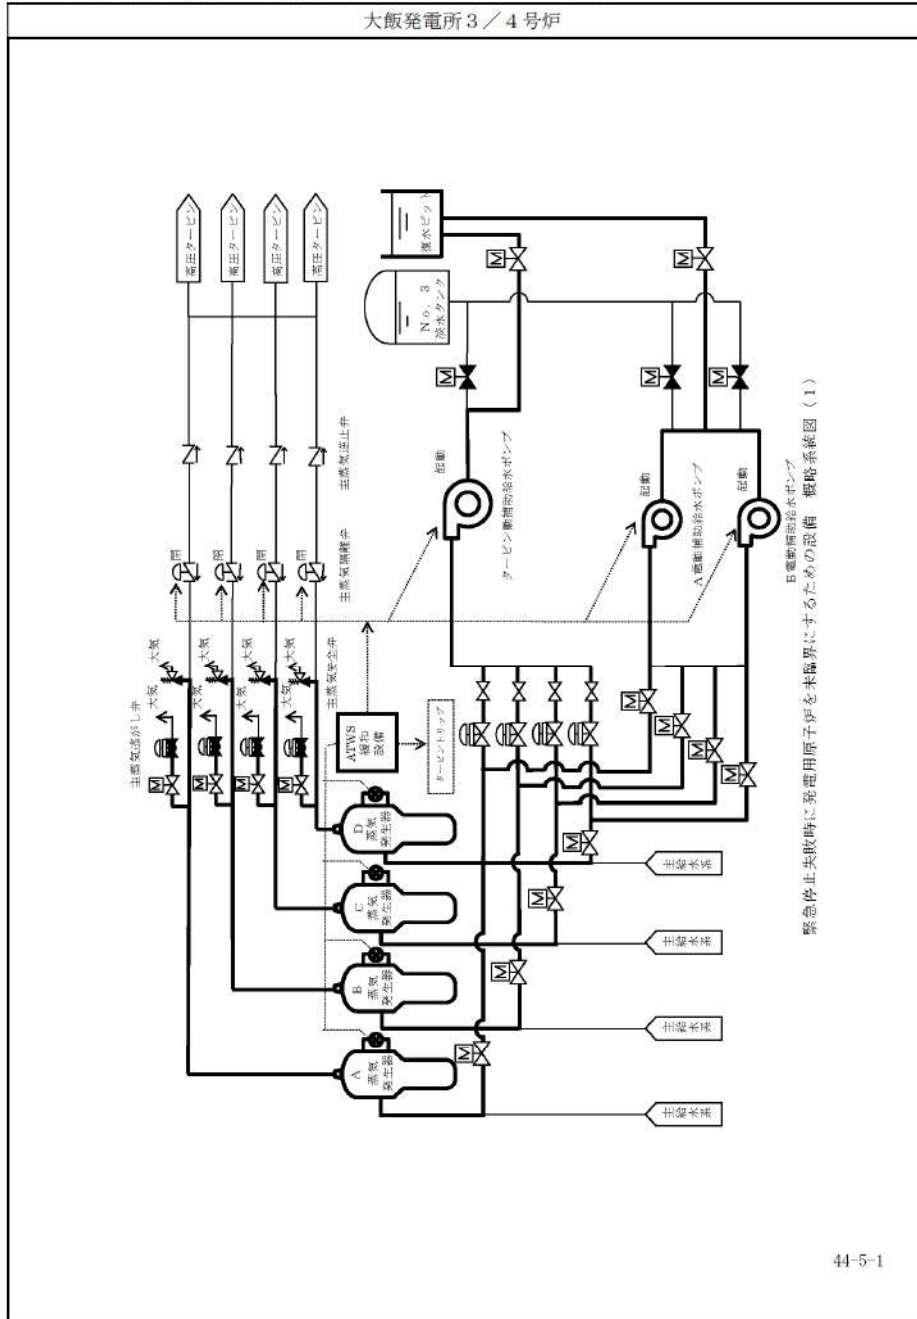 大飯発電所３／４号炉
高圧タービン
高圧タービン
高圧タービン
高圧タービン
復水ピット
No. 3
淡水タンク
主蒸気逆止弁
主蒸気隔離弁
閉
閉
閉
閉
主蒸気逃がし弁
主蒸気安全弁
大気
大気
大気
大気
大気
大気
大気
大気
M
M
M
M
ATWS
緩和
設備
タービントリップ
起動
タービン動補助給水ポンプ
起動
A電動補助給水ポンプ
起動
B電動補助給水ポンプ
M
M
M
M
M
M
M
M
M
M
M
M
M
D
蒸気
発生器
C
蒸気
発生器
B
蒸気
発生器
A
蒸気
発生器
主給水系
主給水系
主給水系
主給水系
緊急停止失敗時に発電用原子炉を未臨界にするための設備　概略系統図（1）
44-5-1